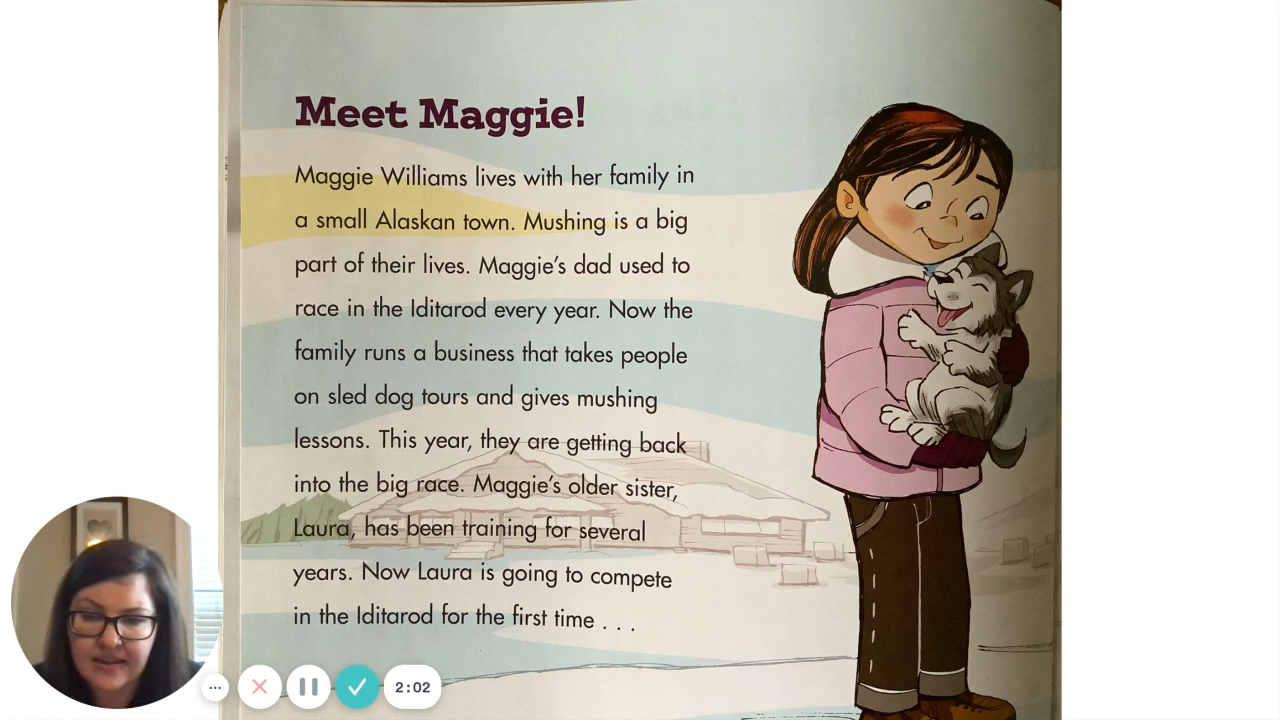 Meet Maggie!
Maggie Williams lives with her family in
a small Alaskan town. Mushing is a big
part of their lives. Maggie's dad used to
race in the Iditarod every year. Now the
family runs a business that takes people
on sled dog tours and gives mushing
lessons. This year, they are getting back
into the big race. Maggie's older sister,
Laura, has been training for several
years. Now Laura is going to compete
in the Iditarod for the first time . . .
2:02